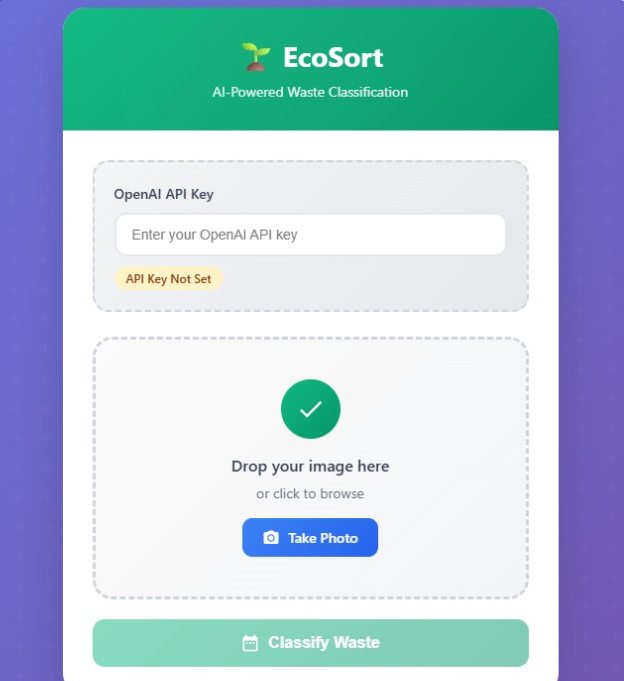 EcoSort
AI-Powered Waste Classification
OpenAI API Key
Enter your OpenAI API key
API Key Not Set
Drop your image here
or click to browse
Take Photo
Classify Waste